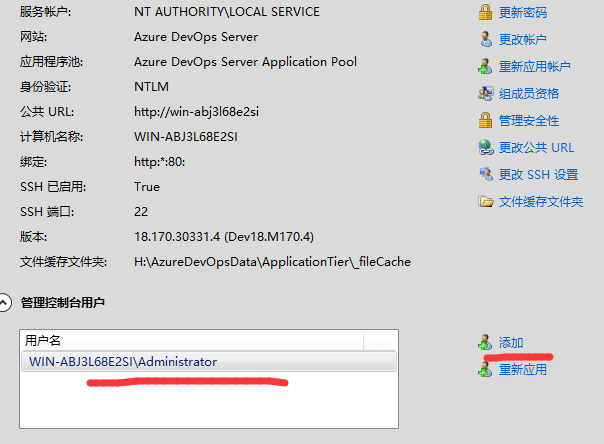 服务帐户: NT AUTHORITY\LOCAL SERVICE 更新密码
网站: Azure DevOps Server 更改帐户
应用程序池: Azure DevOps Server Application Pool 重新应用帐户
身份验证: NTLM 组成员资格
公共 URL: http://win-abj3l68e2si 管理安全性
计算机名称: WIN-ABJ3L68E2SI 更改公共 URL
绑定: http:*:80: 更改 SSH 设置
SSH 已启用: True 文件缓存文件夹
SSH 端口: 22
版本: 18.170.30331.4 (Dev18.M170.4)
文件缓存文件夹: H:\AzureDevOpsData\ApplicationTier\_fileCache
管理控制台用户
用户名 添加
WIN-ABJ3L68E2SI\Administrator 重新应用